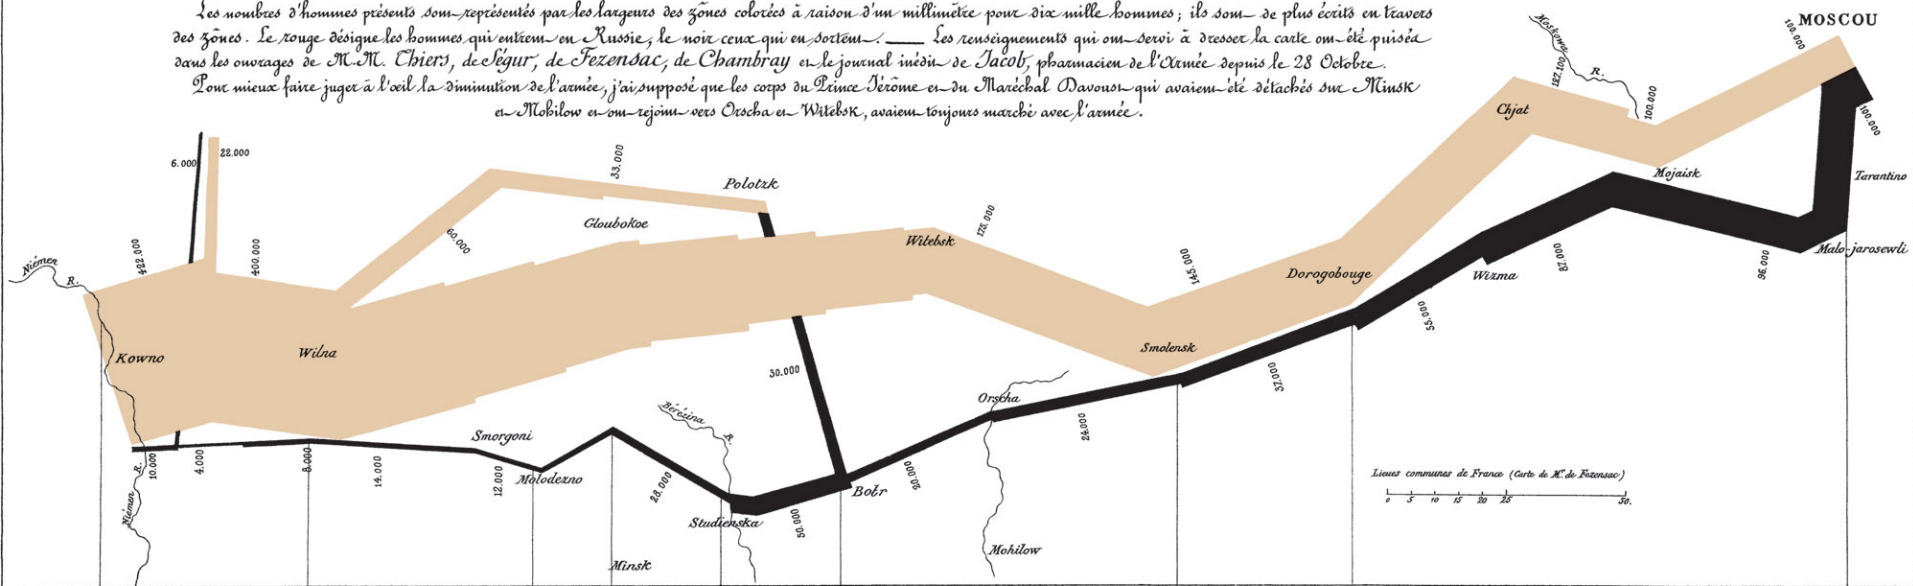 Les nombres d'hommes présents sont représentés par les largeurs des zônes colorées à raison d'un millimètre pour dix mille hommes; ils sont de plus écrits en travers
des zônes. Le rouge désigne les hommes qui entrent en Russie, le noir ceux qui en sortent. ___ Les renseignements qui ont servi à dresser la carte ont été puisés
dans les ouvrages de M.M. Thiers, de Ségur, de Fezensac, de Chambray et le journal inédit de Jacob, pharmacien de l'Armée depuis le 28 Octobre.
Pour mieux faire juger à l'œil la diminution de l'armée, j'ai supposé que les corps du Prince Jérôme et du Maréchal Davoust qui avaient été détachés sur Minsk
et Mohilow et ont rejoint vers Orscha et Witebsk, avaient toujours marché avec l'armée.
MOSCOU
100.000
Moskowa
R.
127.100
100.000
100.000
Chjat
Mojaisk
Tarantino
Malo-jarosewli
6.000
22.000
33.000
Polotzk
Gloubokoe
60.000
422.000
400.000
Niémen
R.
Witebsk
175.000
145.000
Dorogobouge
Wizma
87.000
96.000
55.000
Kowno
Wilna
Smolensk
37.000
30.000
Orscha
24.000
Bérézina
R.
Smorgoni
Molodezno
10.000
4.000
8.000
14.000
12.000
28.000
20.000
Bobr
Studienska
50.000
R.
Niémen
Minsk
Mohilow
Lieues communes de France (Carte de M. de Fezensac)
0 5 10 15 20 25 50.